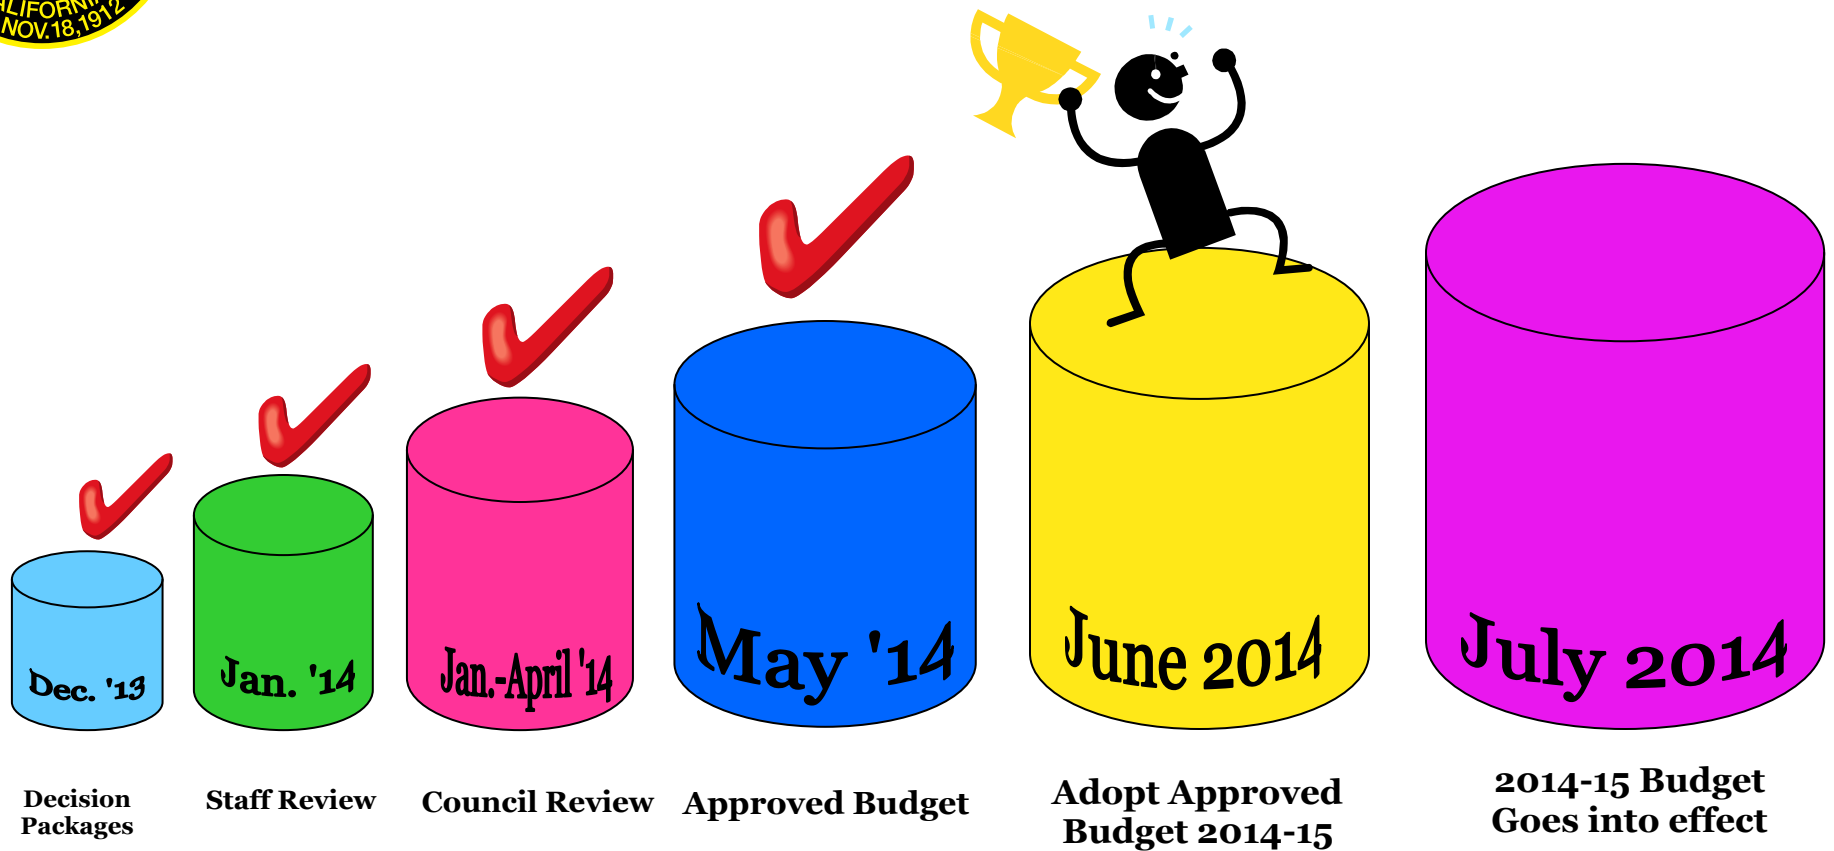 CALIFORNIA
NOV. 18, 1912
Dec. '13
Jan. '14
Jan.-April '14
May '14
June 2014
July 2014
Decision
Packages
Staff Review
Council Review
Approved Budget
Adopt Approved
Budget 2014-15
2014-15 Budget
Goes into effect